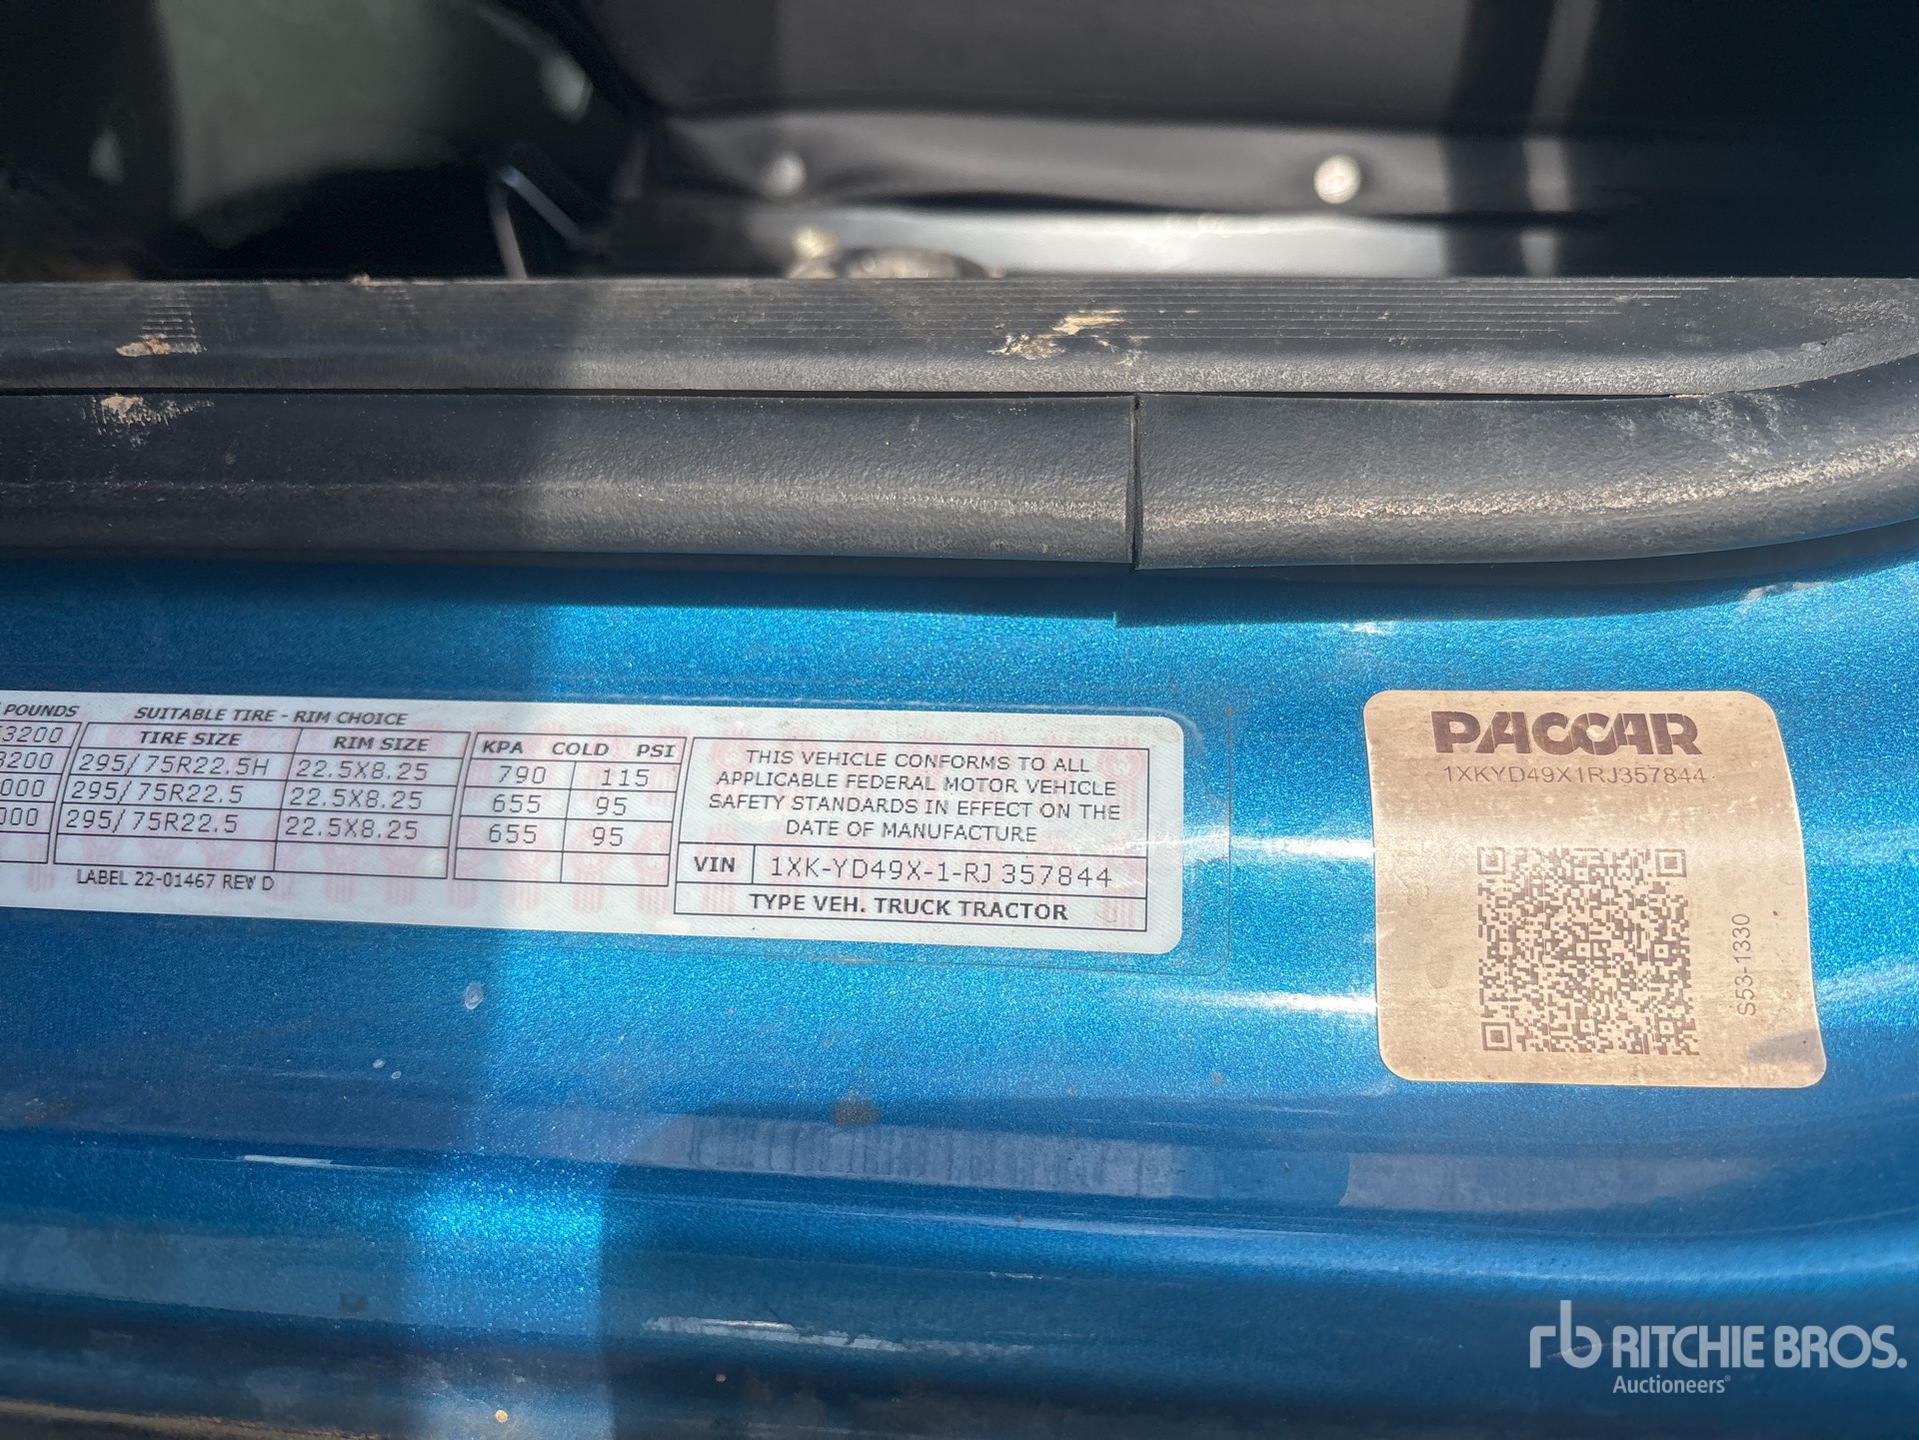 POUNDS SUITABLE TIRE - RIM CHOICE
3200 TIRE SIZE RIM SIZE KPA COLD PSI
3200 295/75R22.5H 22.5X8.25 790 115
000 295/75R22.5 22.5X8.25 655 95
000 295/75R22.5 22.5X8.25 655 95
LABEL 22-01467 REV D
THIS VEHICLE CONFORMS TO ALL
APPLICABLE FEDERAL MOTOR VEHICLE
SAFETY STANDARDS IN EFFECT ON THE
DATE OF MANUFACTURE
VIN 1XK-YD49X-1-RJ357844
TYPE VEH. TRUCK TRACTOR
PACCAR
1XKYD49X1RJ357844
S53-1330
rb RITCHIE BROS.
Auctioneers®